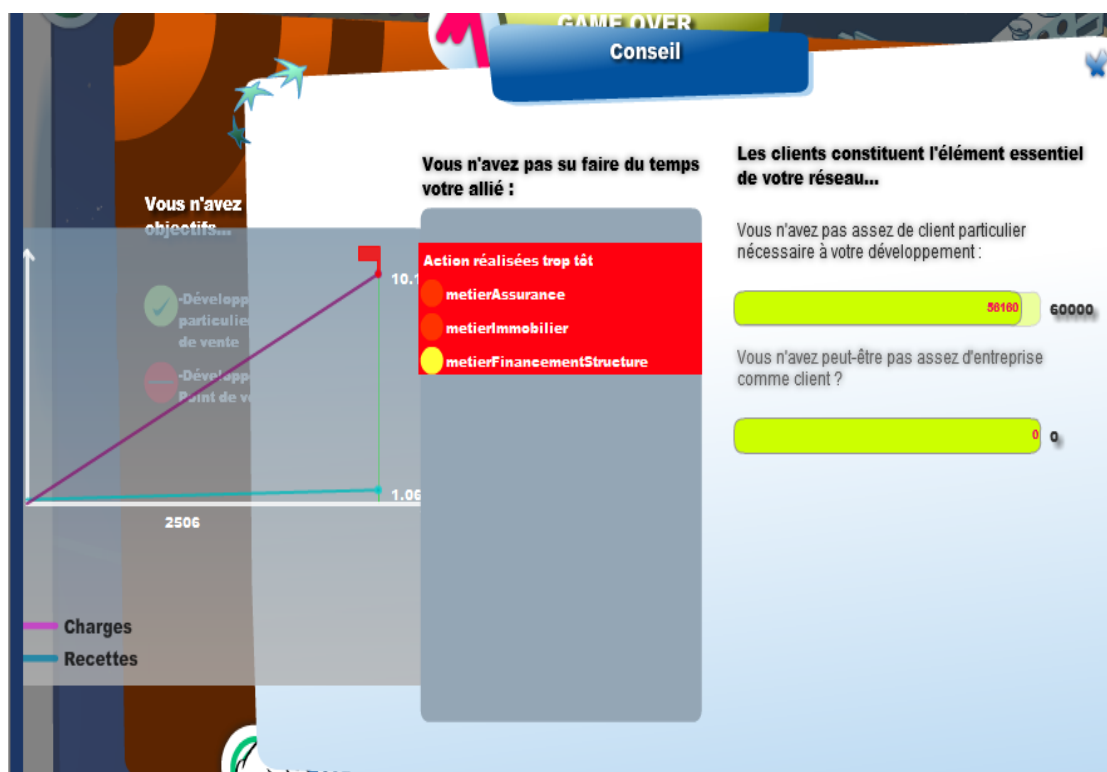 GAME OVER
Conseil
Vous n'avez
objectifs...
-Développ
particulie
de vente
-Développ
Point de v
10.1
1.06
2506
Charges
Recettes
Vous n'avez pas su faire du temps
votre allié :
Action réalisées trop tôt
metierAssurance
metierImmobilier
metierFinancementStructure
Les clients constituent l'élément essentiel
de votre réseau...
Vous n'avez pas assez de client particulier
nécessaire à votre développement :
56160 60000
Vous n'avez peut-être pas assez d'entreprise
comme client ?
0 0